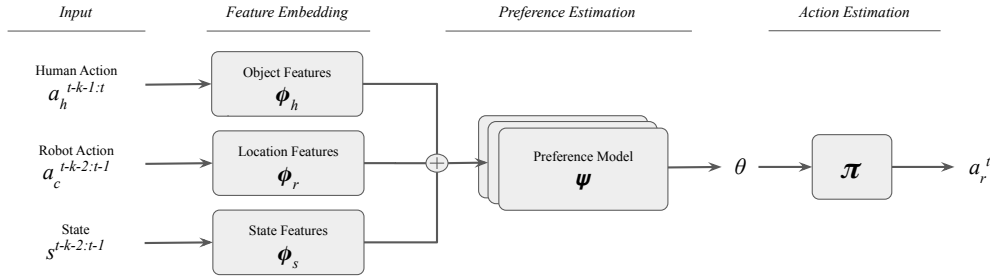 Input
Feature Embedding
Preference Estimation
Action Estimation
Human Action
a_h^{t-k-1:t}
Object Features
ϕ_h
Robot Action
a_c^{t-k-2:t-1}
Location Features
ϕ_r
+
Preference Model
ψ
θ
π
a_r^t
State
s^{t-k-2:t-1}
State Features
ϕ_s